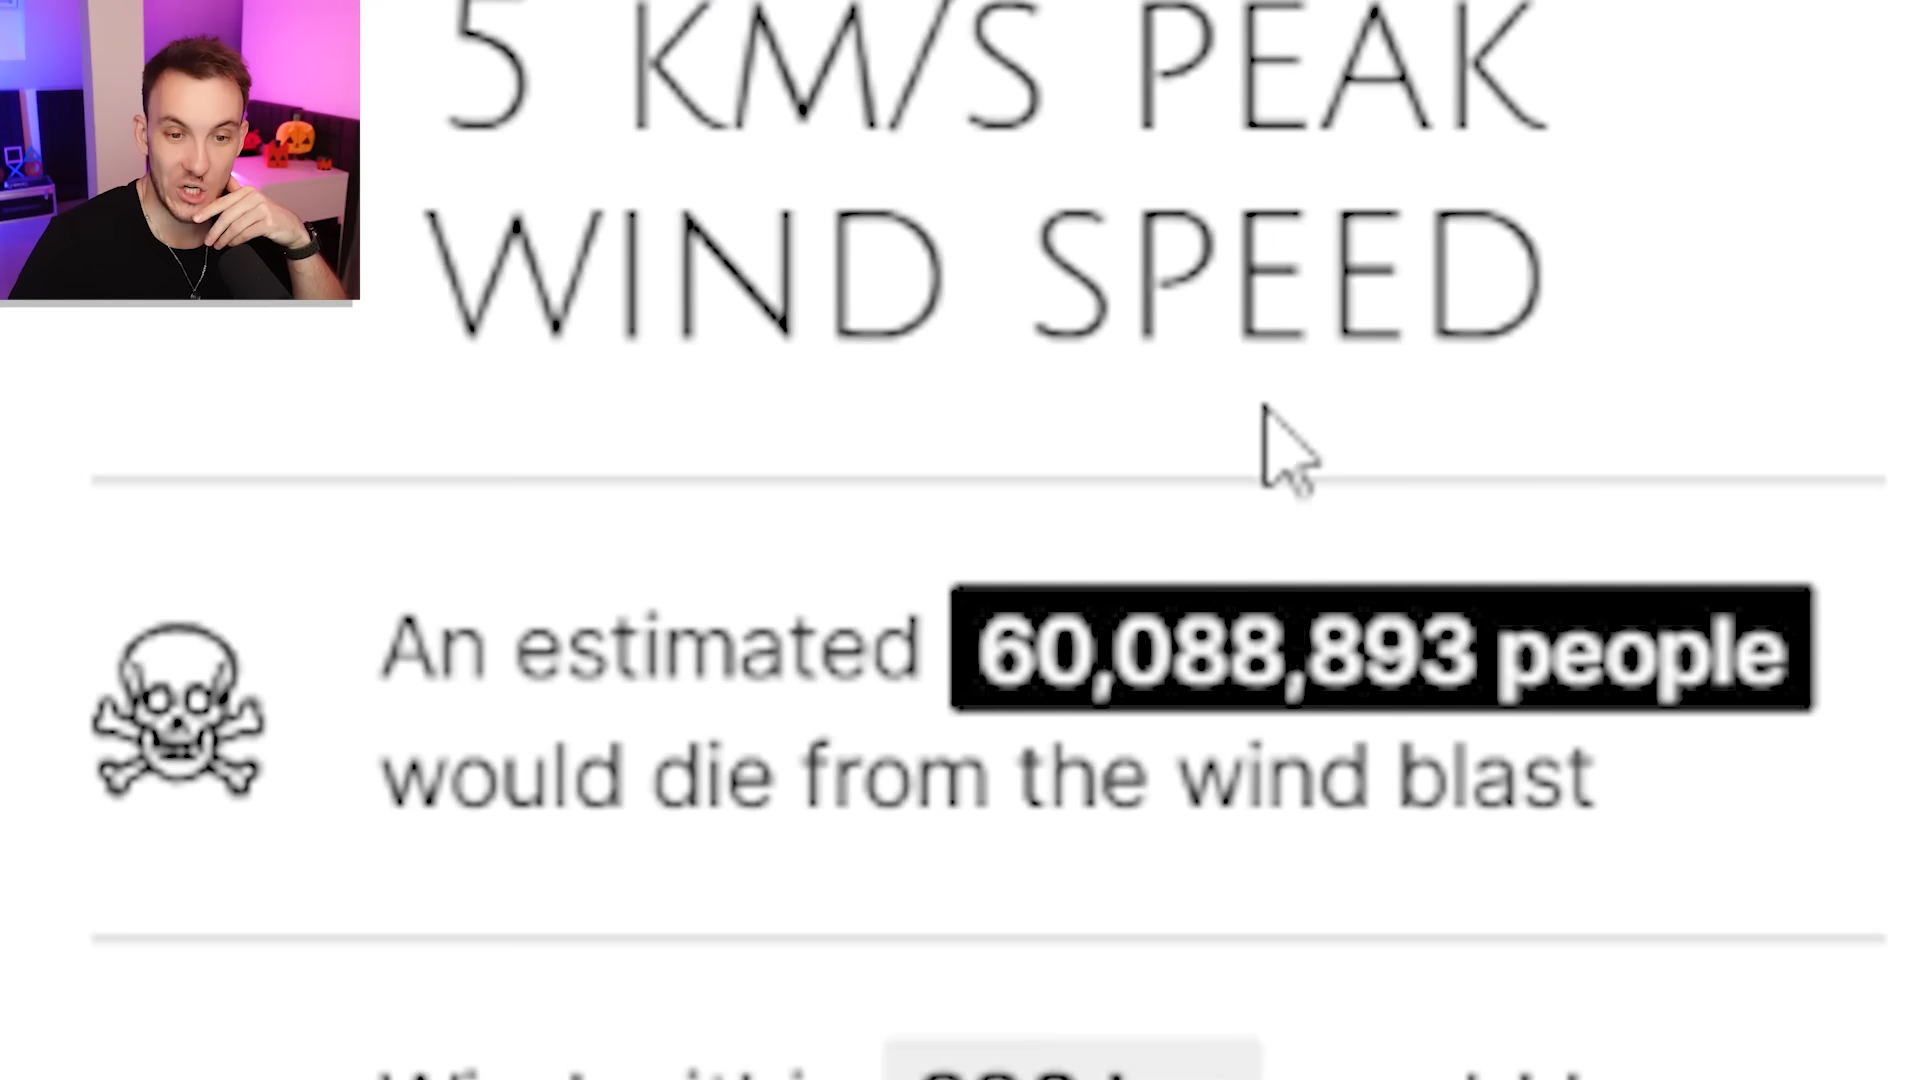 5 KM/S PEAK
WIND SPEED
An estimated 60,088,893 people
would die from the wind blast